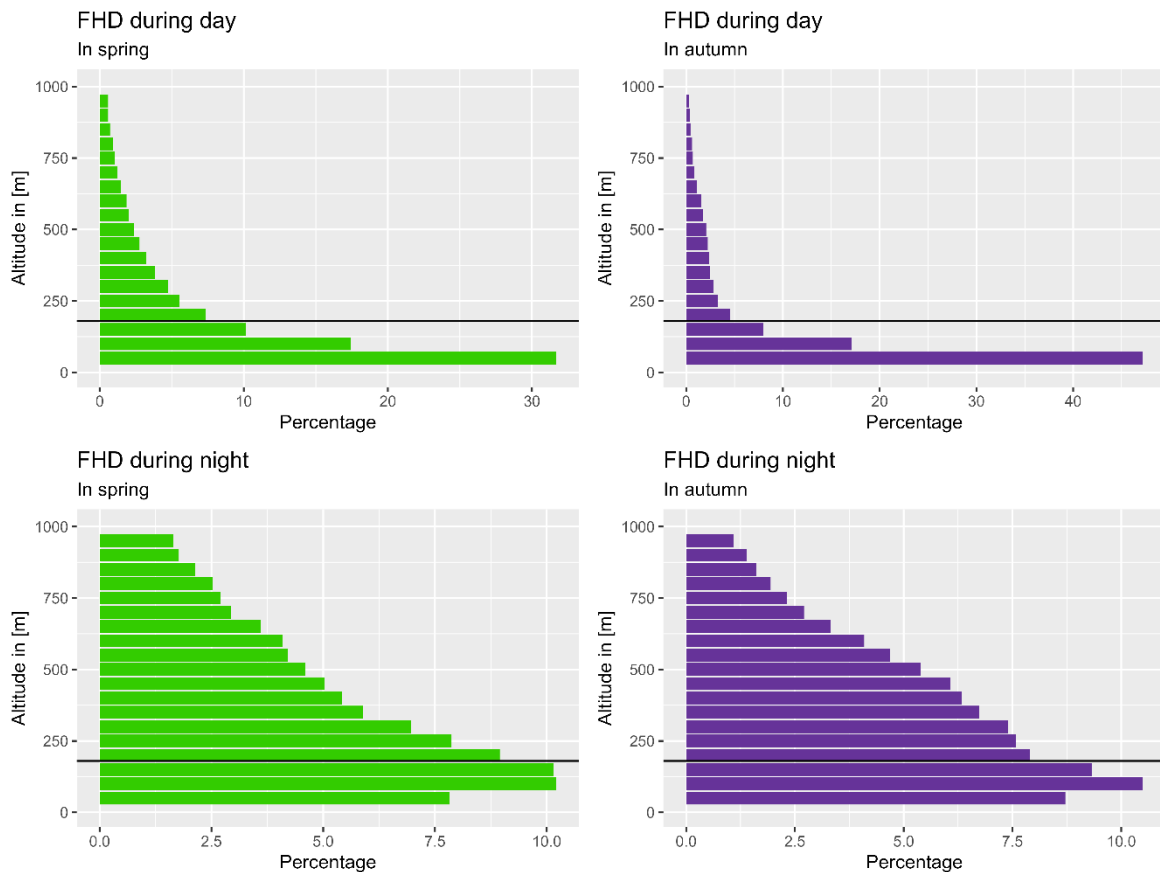 FHD during day
In spring
1000
750
500
250
0
Altitude in [m]
0 10 20 30
Percentage
FHD during day
In autumn
1000
750
500
250
0
Altitude in [m]
0 10 20 30 40
Percentage
FHD during night
In spring
1000
750
500
250
0
Altitude in [m]
0.0 2.5 5.0 7.5 10.0
Percentage
FHD during night
In autumn
1000
750
500
250
0
Altitude in [m]
0.0 2.5 5.0 7.5 10.0
Percentage